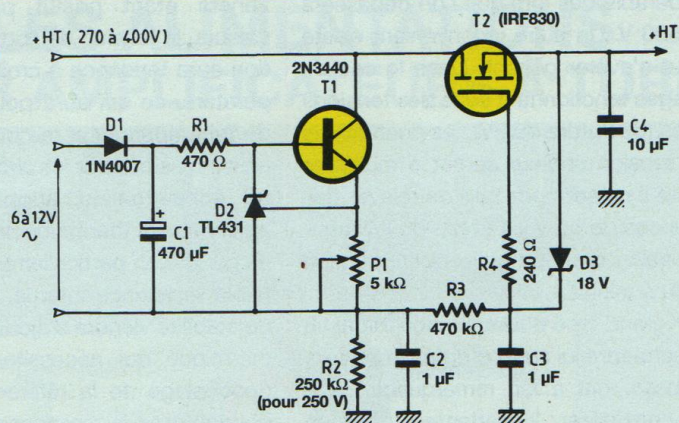 T2 (IRF830)
+HT ( 270 à 400V)
+HT
2N3440
T1
D1
1N4007
R1
470 Ω
C4
10 µF
6à12V
~
+
C1
470 µF
D2
TL431
P1
5 kΩ
R4
240 Ω
D3
18 V
R3
470 kΩ
R2
250 kΩ
(pour 250 V)
C2
1 µF
C3
1 µF